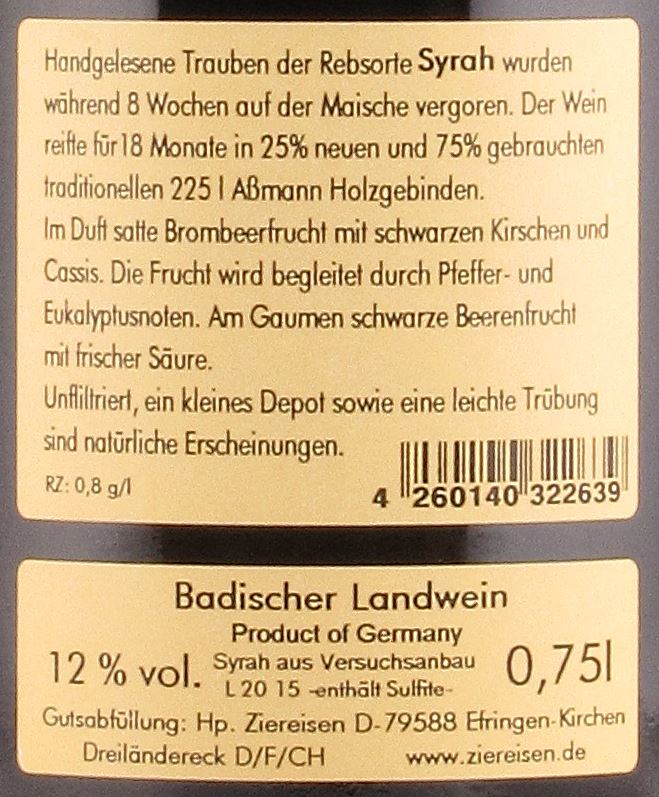 Handgelesene Trauben der Rebsorte Syrah wurden
während 8 Wochen auf der Maische vergoren. Der Wein
reifte für 18 Monate in 25% neuen und 75% gebrauchten
traditionellen 225 l Aßmann Holzgebinden.
Im Duft satte Brombeerfrucht mit schwarzen Kirschen und
Cassis. Die Frucht wird begleitet durch Pfeffer- und
Eukalyptusnoten. Am Gaumen schwarze Beerenfrucht
mit frischer Säure.
Unfliltriert, ein kleines Depot sowie eine leichte Trübung
sind natürliche Erscheinungen.
RZ: 0,8 g/l
4 260140 322639
Badischer Landwein
Product of Germany
12 % vol. Syrah aus Versuchsanbau 0,75l
L 20 15 -enthält Sulfite-
Gutsabfüllung: Hp. Ziereisen D-79588 Efringen-Kirchen
Dreiländereck D/F/CH www.ziereisen.de